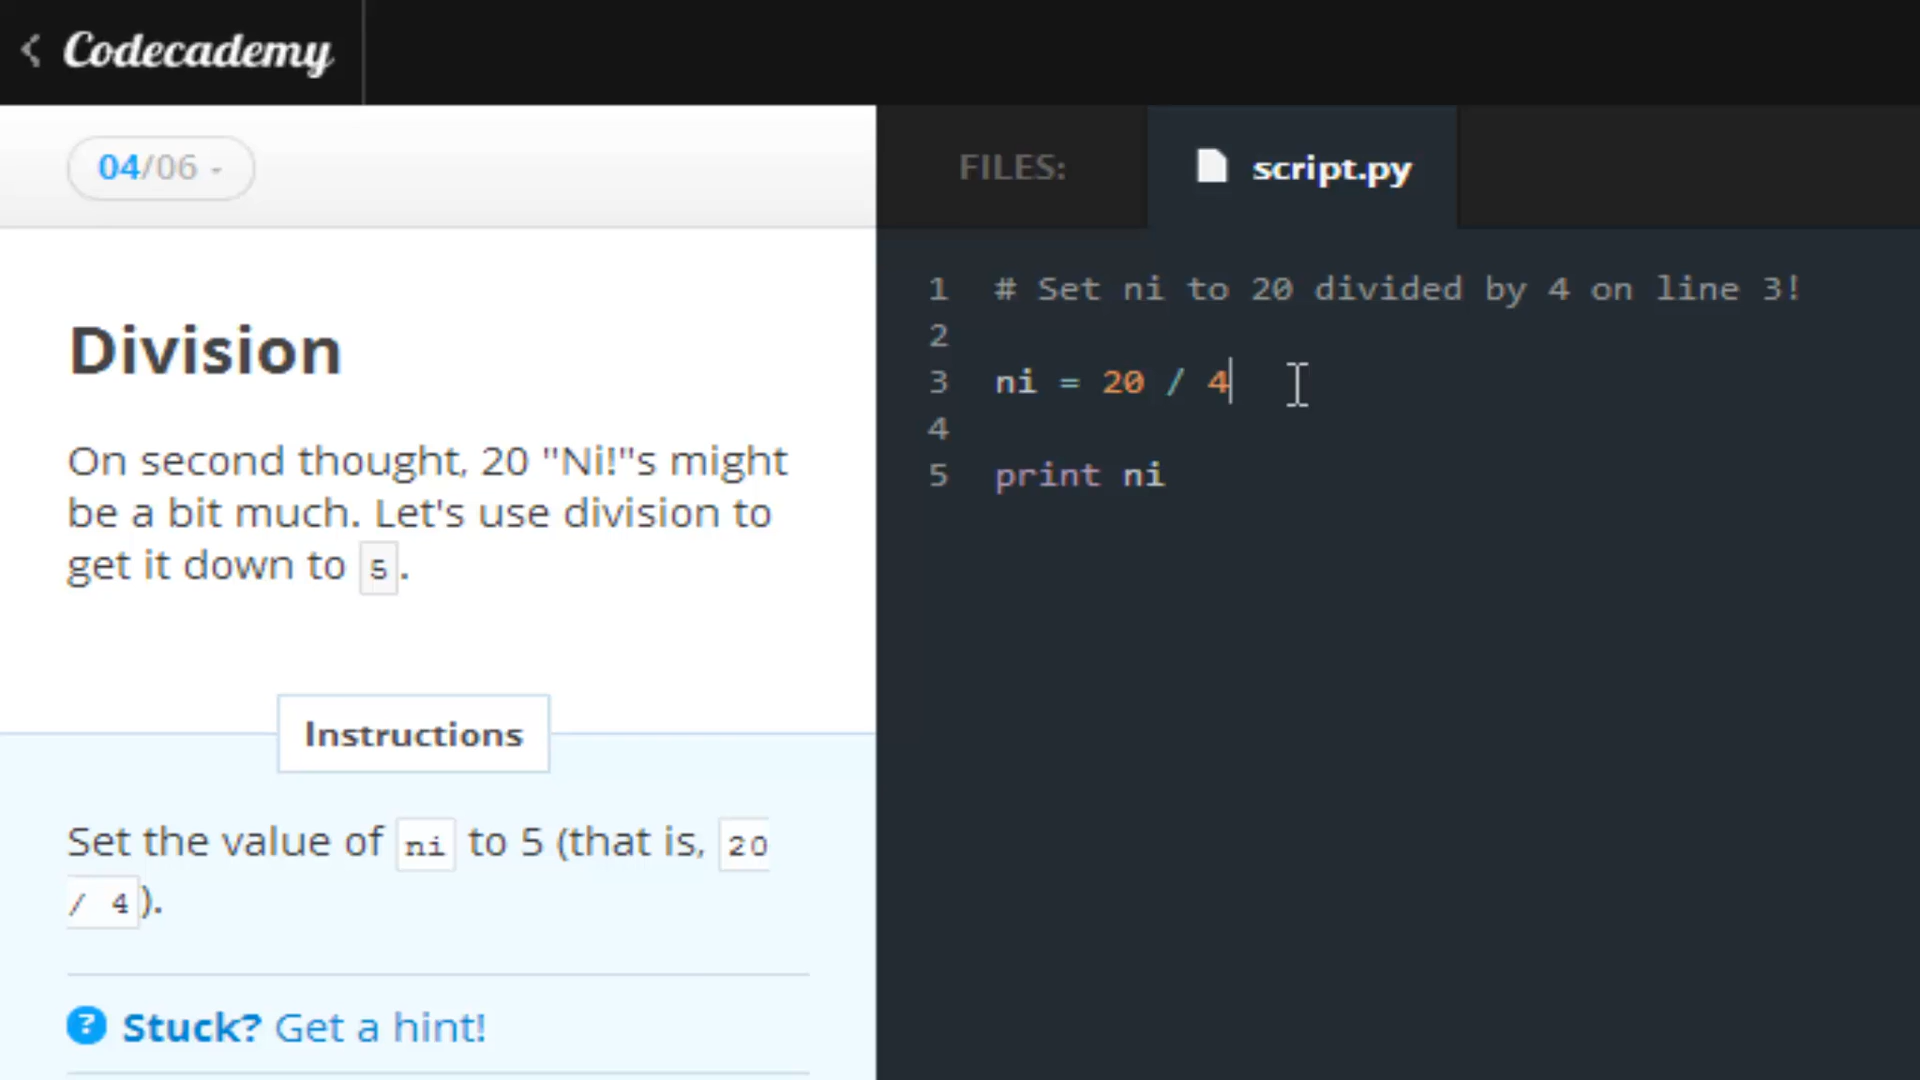 Codecademy
04/06
FILES:
script.py
Division
On second thought, 20 "Ni!"s might
be a bit much. Let's use division to
get it down to 5.
Instructions
Set the value of ni to 5 (that is, 20
/ 4).
? Stuck? Get a hint!
1 # Set ni to 20 divided by 4 on line 3!
2
3 ni = 20 / 4
4
5 print ni